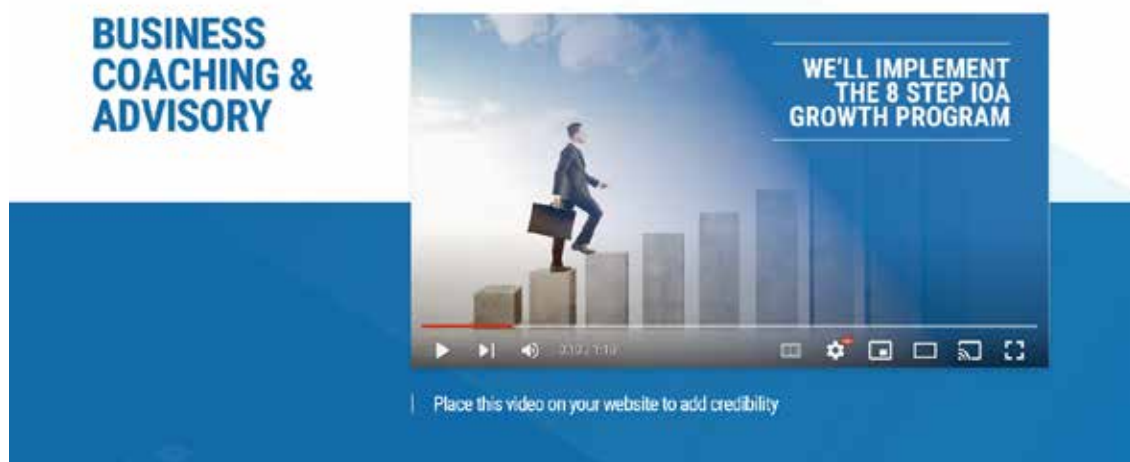 BUSINESS
COACHING &
ADVISORY
WE'LL IMPLEMENT
THE 8 STEP IOA
GROWTH PROGRAM
Place this video on your website to add credibility